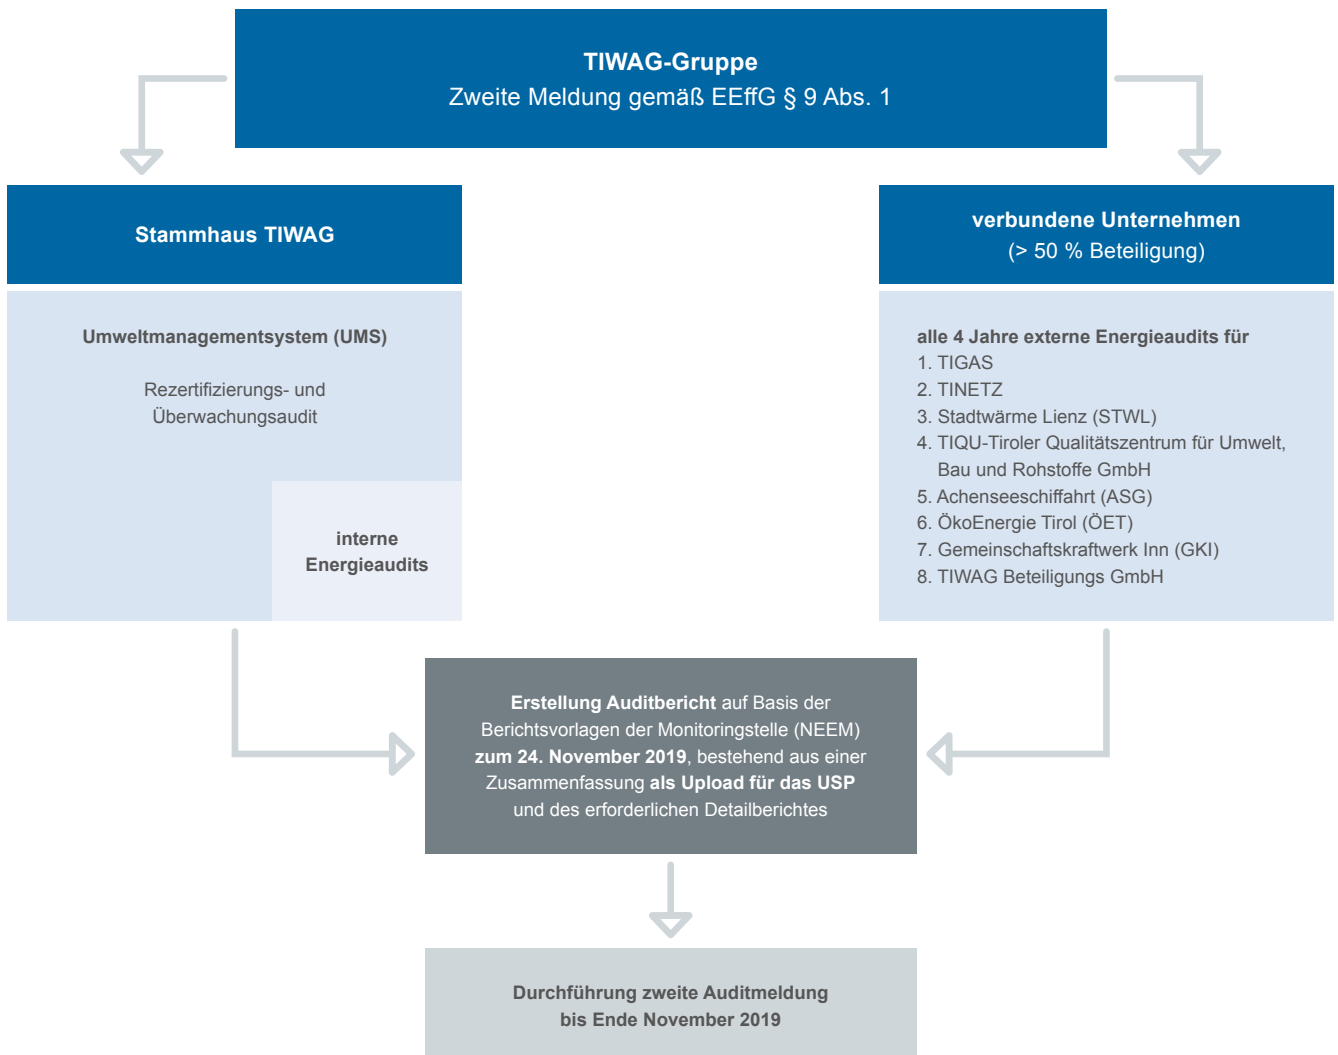 TIWAG-Gruppe
Zweite Meldung gemäß EEffG § 9 Abs. 1
Stammhaus TIWAG
Umweltmanagementsystem (UMS)
Rezertifizierungs- und
Überwachungsaudit
interne
Energieaudits
verbundene Unternehmen
(> 50 % Beteiligung)
alle 4 Jahre externe Energieaudits für
1. TIGAS
2. TINETZ
3. Stadtwärme Lienz (STWL)
4. TIQU-Tiroler Qualitätszentrum für Umwelt,
Bau und Rohstoffe GmbH
5. Achenseeschiffahrt (ASG)
6. ÖkoEnergie Tirol (ÖET)
7. Gemeinschaftskraftwerk Inn (GKI)
8. TIWAG Beteiligungs GmbH
Erstellung Auditbericht auf Basis der
Berichtsvorlagen der Monitoringstelle (NEEM)
zum 24. November 2019, bestehend aus einer
Zusammenfassung als Upload für das USP
und des erforderlichen Detailberichtes
Durchführung zweite Auditmeldung
bis Ende November 2019